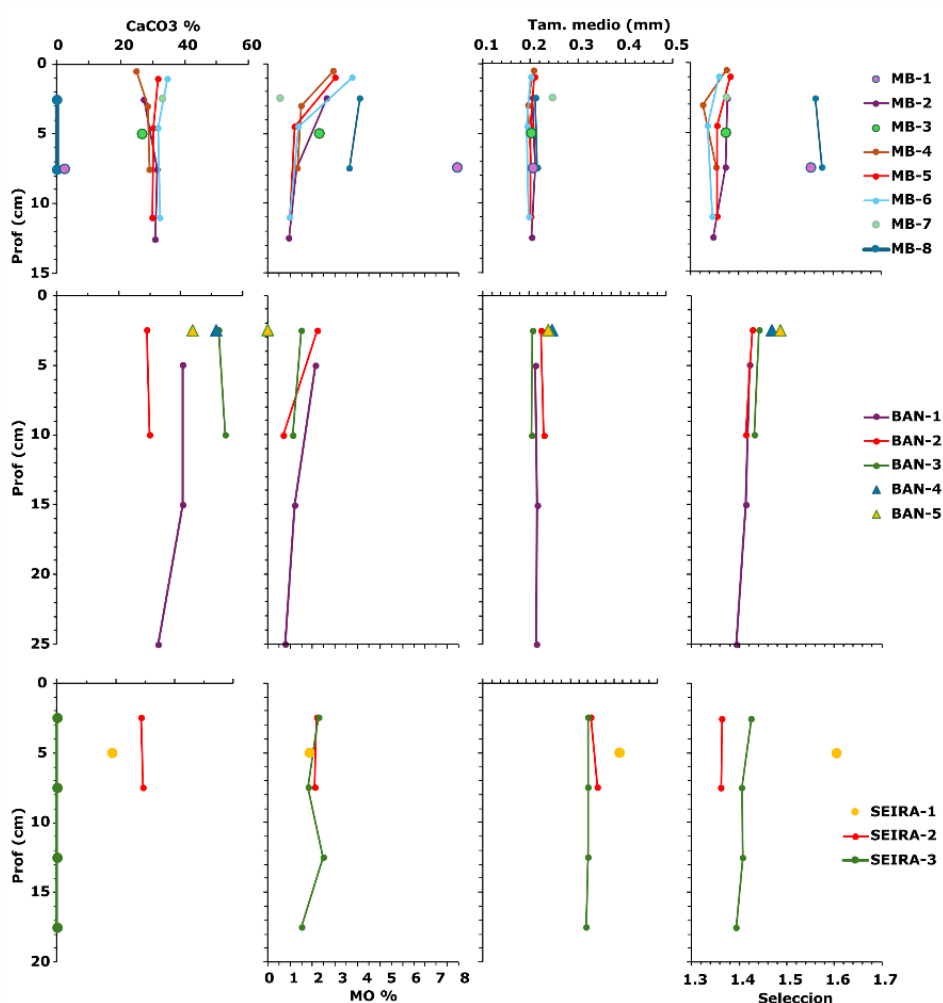 CaCO3 %
Tam. medio (mm)
0 20 40 60
0.1 0.2 0.3 0.4 0.5
Prof (cm)
0
5
10
15
MB-1
MB-2
MB-3
MB-4
MB-5
MB-6
MB-7
MB-8
Prof (cm)
0
5
10
15
20
25
BAN-1
BAN-2
BAN-3
BAN-4
BAN-5
Prof (cm)
0
5
10
15
20
SEIRA-1
SEIRA-2
SEIRA-3
0 1 2 3 4 5 6 7 8
1.3 1.4 1.5 1.6 1.7
MO %
Seleccion